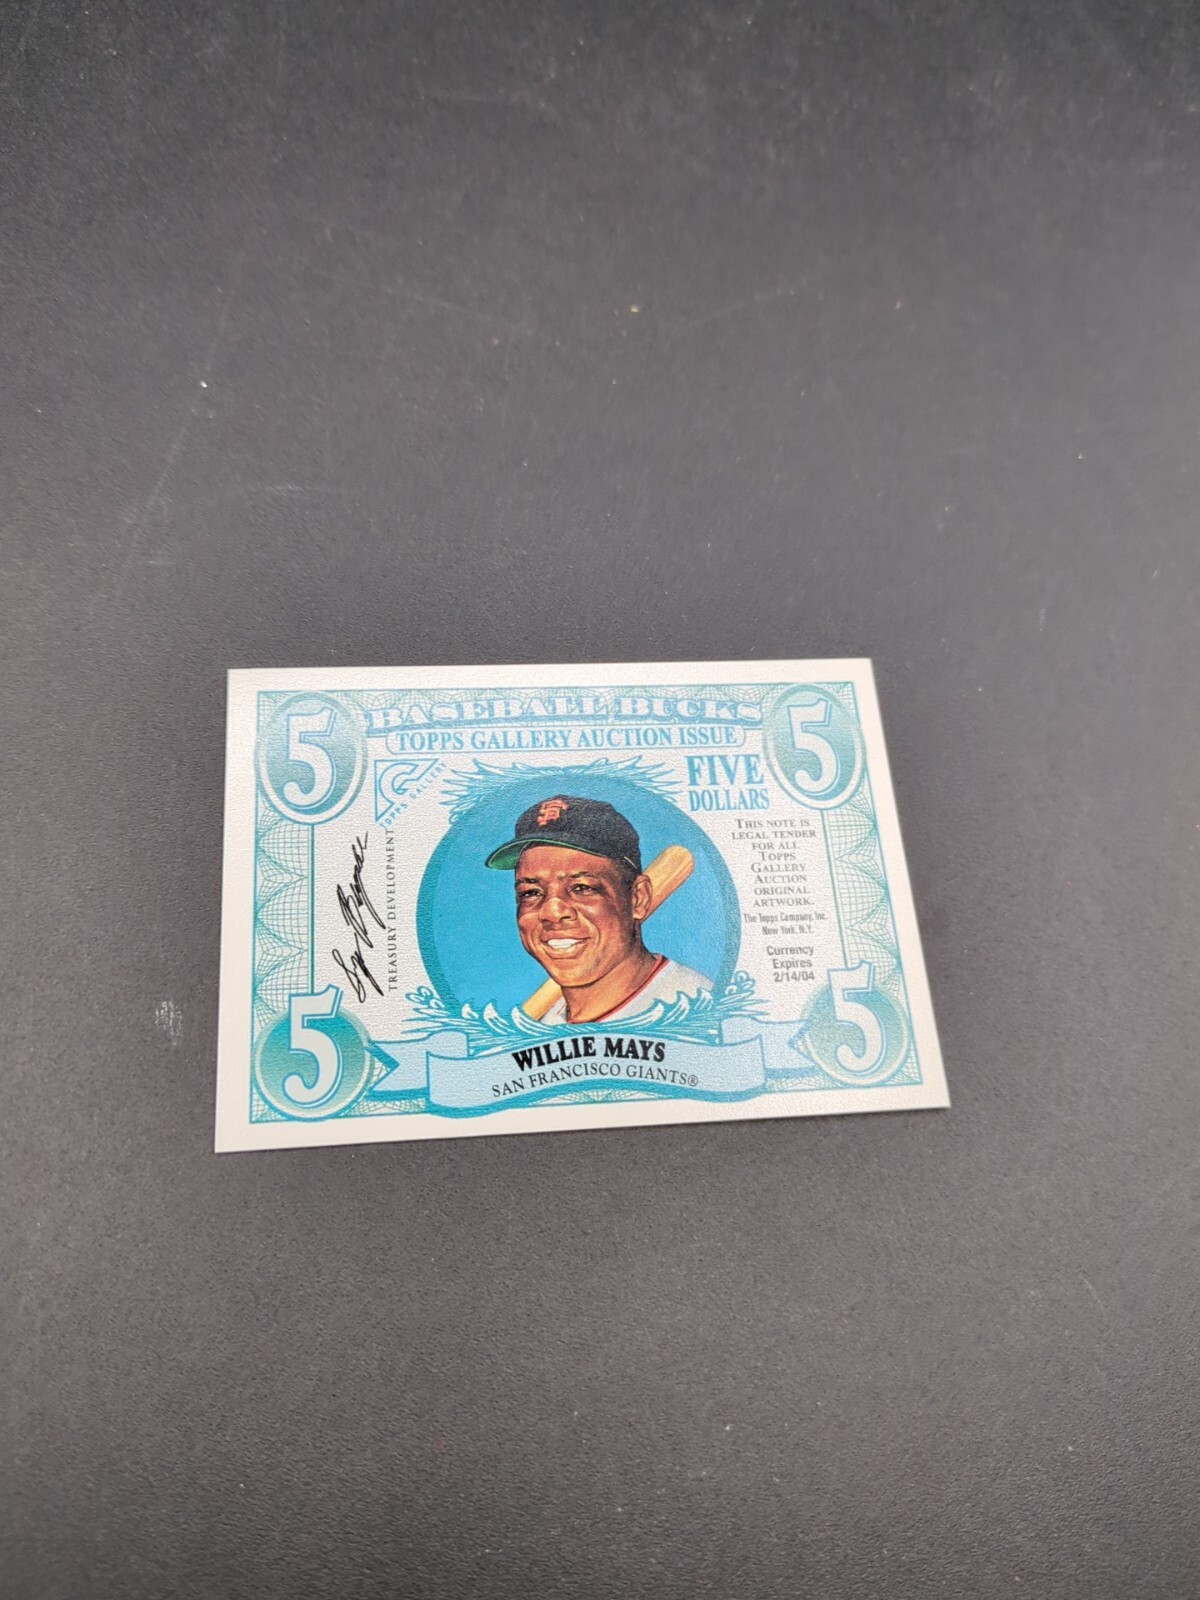 BASEBALL BUCKS
TOPPS GALLERY AUCTION ISSUE
5
5
TOPPS GALLERY
FIVE
DOLLARS
THIS NOTE IS
LEGAL TENDER
FOR ALL
TOPPS
GALLERY
AUCTION
ORIGINAL
ARTWORK.
The Topps Company, Inc.
New York, N.Y.
Currency
Expires
2/14/04
TREASURY DEVELOPMENT
SF
5
5
WILLIE MAYS
SAN FRANCISCO GIANTS®